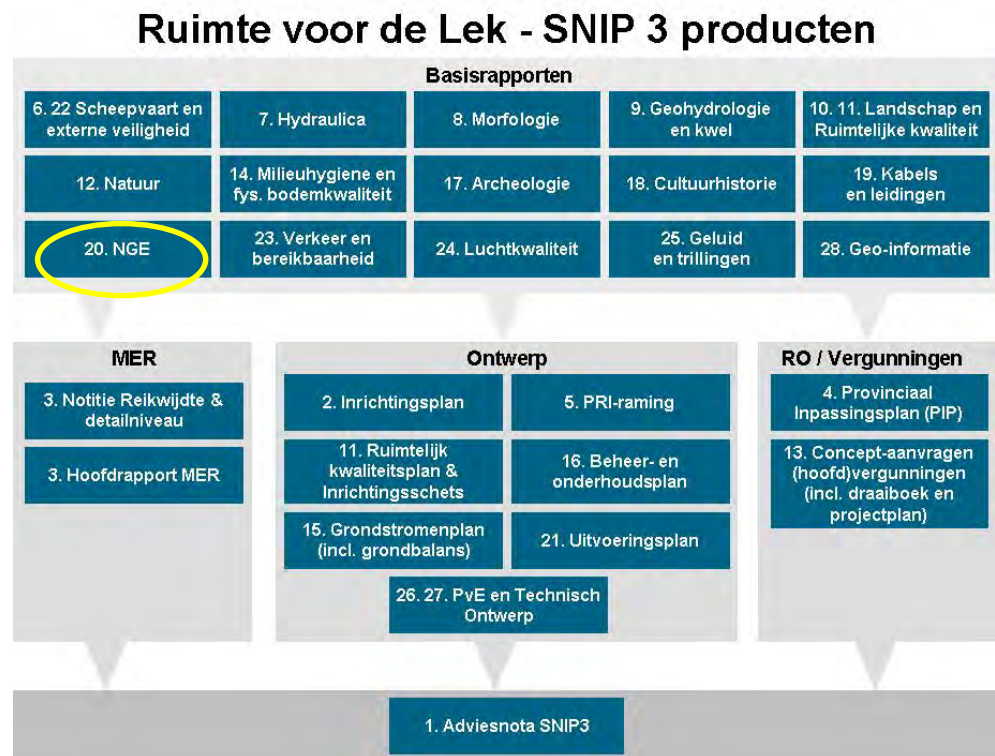 Ruimte voor de Lek - SNIP 3 producten
Basisrapporten
6. 22 Scheepvaart en
externe veiligheid
7. Hydraulica
8. Morfologie
9. Geohydrologie
en kwel
10. 11. Landschap en
Ruimtelijke kwaliteit
12. Natuur
14. Milieuhygiene en
fys. bodemkwaliteit
17. Archeologie
18. Cultuurhistorie
19. Kabels
en leidingen
20. NGE
23. Verkeer en
bereikbaarheid
24. Luchtkwaliteit
25. Geluid
en trillingen
28. Geo-informatie
MER
3. Notitie Reikwijdte &
detailniveau
3. Hoofdrapport MER
Ontwerp
2. Inrichtingsplan
5. PRI-raming
11. Ruimtelijk
kwaliteitsplan &
Inrichtingsschets
16. Beheer- en
onderhoudsplan
15. Grondstromenplan
(incl. grondbalans)
21. Uitvoeringsplan
26. 27. PvE en Technisch
Ontwerp
RO / Vergunningen
4. Provinciaal
Inpassingsplan (PIP)
13. Concept-aanvragen
(hoofd)vergunningen
(incl. draaiboek en
projectplan)
1. Adviesnota SNIP3